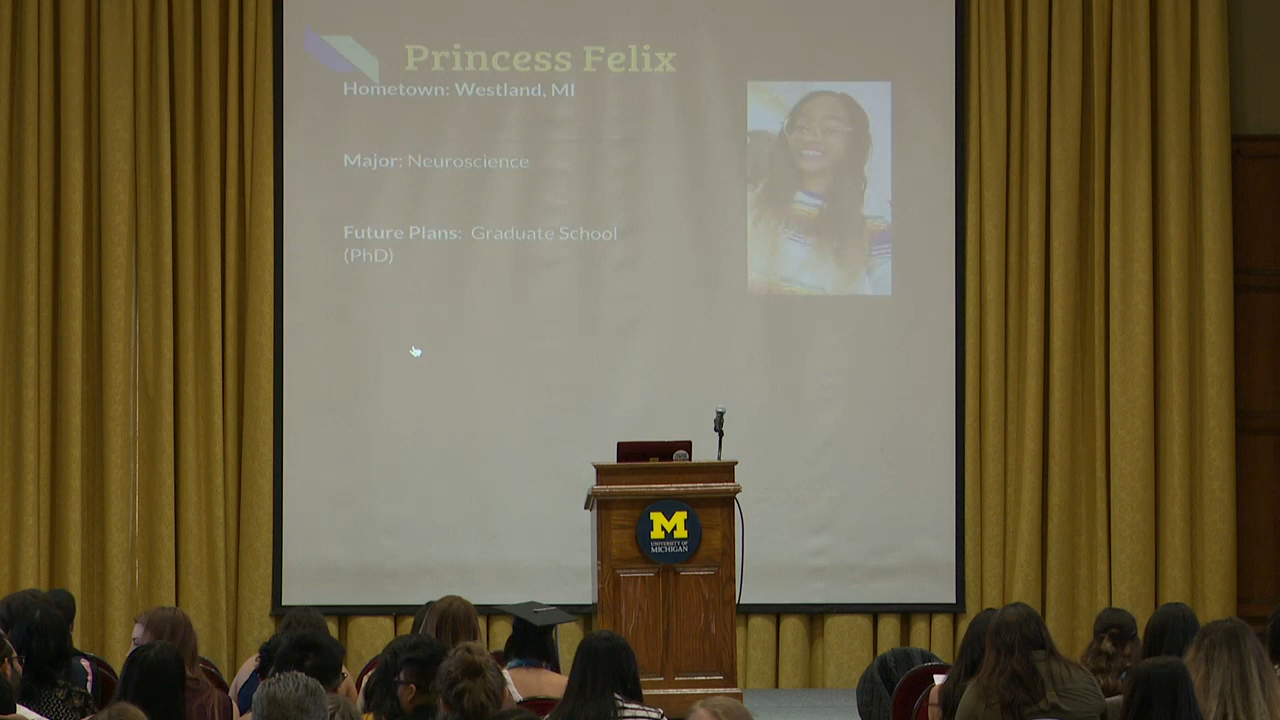 Princess Felix
Hometown: Westland, MI
Major: Neuroscience
Future Plans: Graduate School
(PhD)
M
UNIVERSITY OF
MICHIGAN